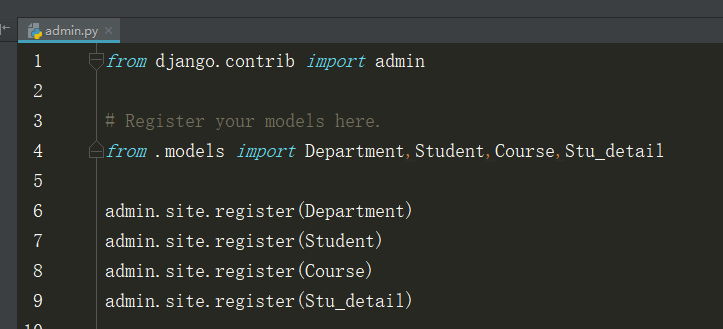 admin.py
1 from django.contrib import admin
2
3 # Register your models here.
4 from .models import Department,Student,Course,Stu_detail
5
6 admin.site.register(Department)
7 admin.site.register(Student)
8 admin.site.register(Course)
9 admin.site.register(Stu_detail)
10